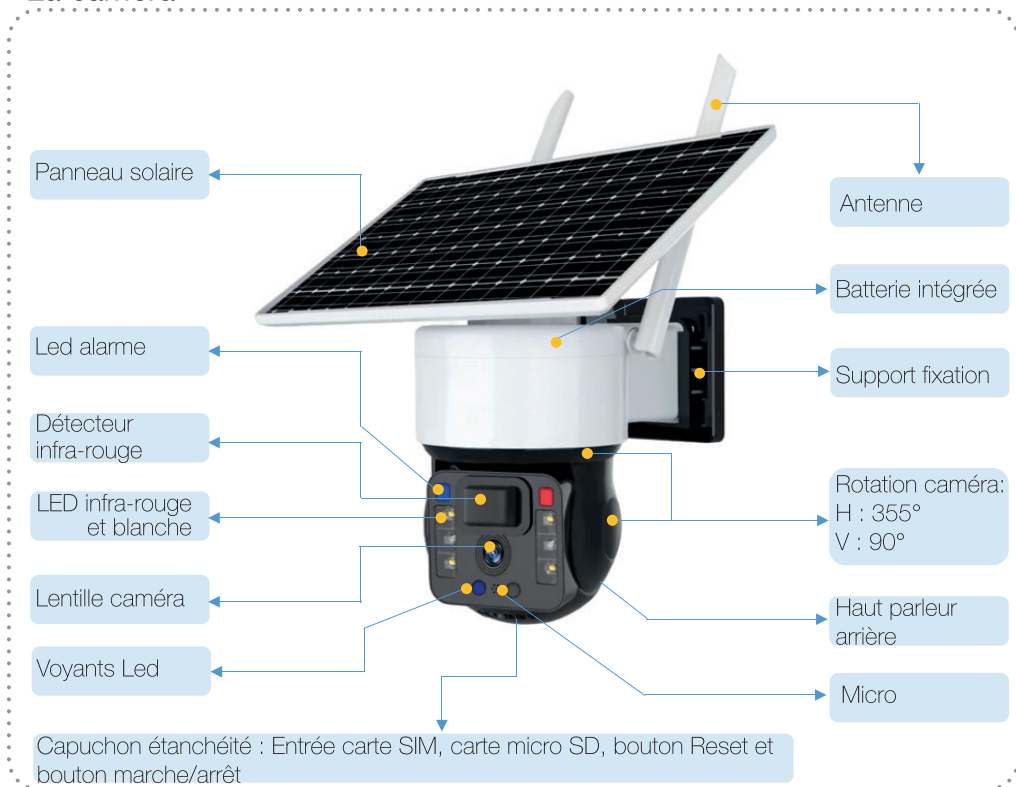 La caméra
Panneau solaire
Antenne
Batterie intégrée
Led alarme
Support fixation
Détecteur
infra-rouge
LED infra-rouge
et blanche
Rotation caméra:
H : 355°
V : 90°
Lentille caméra
Haut parleur
arrière
Voyants Led
Micro
Capuchon étanchéité : Entrée carte SIM, carte micro SD, bouton Reset et
bouton marche/arrêt